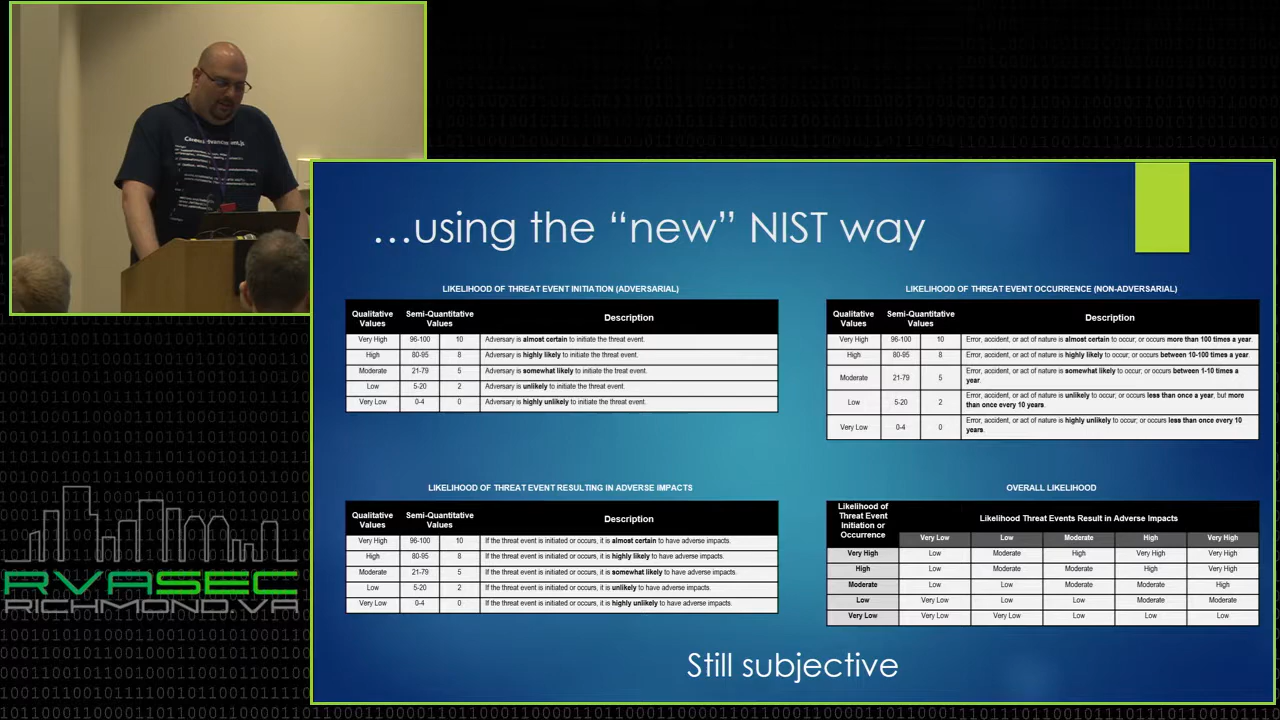 …using the “new” NIST way
LIKELIHOOD OF THREAT EVENT INITIATION (ADVERSARIAL)
Qualitative Values Semi-Quantitative Values Description
Very High 96-100 10 Adversary is almost certain to initiate the threat event.
High 80-95 8 Adversary is highly likely to initiate the threat event.
Moderate 21-79 5 Adversary is somewhat likely to initiate the treat event.
Low 5-20 2 Adversary is unlikely to initiate the threat event.
Very Low 0-4 0 Adversary is highly unlikely to initiate the threat event.
LIKELIHOOD OF THREAT EVENT OCCURRENCE (NON-ADVERSARIAL)
Qualitative Values Semi-Quantitative Values Description
Very High 96-100 10 Error, accident, or act of nature is almost certain to occur; or occurs more than 100 times a year.
High 80-95 8 Error, accident, or act of nature is highly likely to occur; or occurs between 10-100 times a year.
Moderate 21-79 5 Error, accident, or act of nature is somewhat likely to occur; or occurs between 1-10 times a
year.
Low 5-20 2 Error, accident, or act of nature is unlikely to occur; or occurs less than once a year, but more
than once every 10 years.
Very Low 0-4 0 Error, accident, or act of nature is highly unlikely to occur; or occurs less than once every 10
years.
LIKELIHOOD OF THREAT EVENT RESULTING IN ADVERSE IMPACTS
Qualitative Values Semi-Quantitative Values Description
Very High 96-100 10 If the threat event is initiated or occurs, it is almost certain to have adverse impacts.
High 80-95 8 If the threat event is initiated or occurs, it is highly likely to have adverse impacts.
Moderate 21-79 5 If the threat event is initiated or occurs, it is somewhat likely to have adverse impacts.
Low 5-20 2 If the threat event is initiated or occurs, it is unlikely to have adverse impacts.
Very Low 0-4 0 If the threat event is initiated or occurs, it is highly unlikely to have adverse impacts.
OVERALL LIKELIHOOD
Likelihood of
Threat Event
Initiation or
Occurrence
Likelihood Threat Events Result in Adverse Impacts
Very Low Low Moderate High Very High
Very High Low Moderate High Very High Very High
High Low Moderate Moderate High Very High
Moderate Low Low Moderate Moderate High
Low Very Low Low Low Moderate Moderate
Very Low Very Low Very Low Low Low Low
Still subjective
RVASEC
RICHMOND.VA